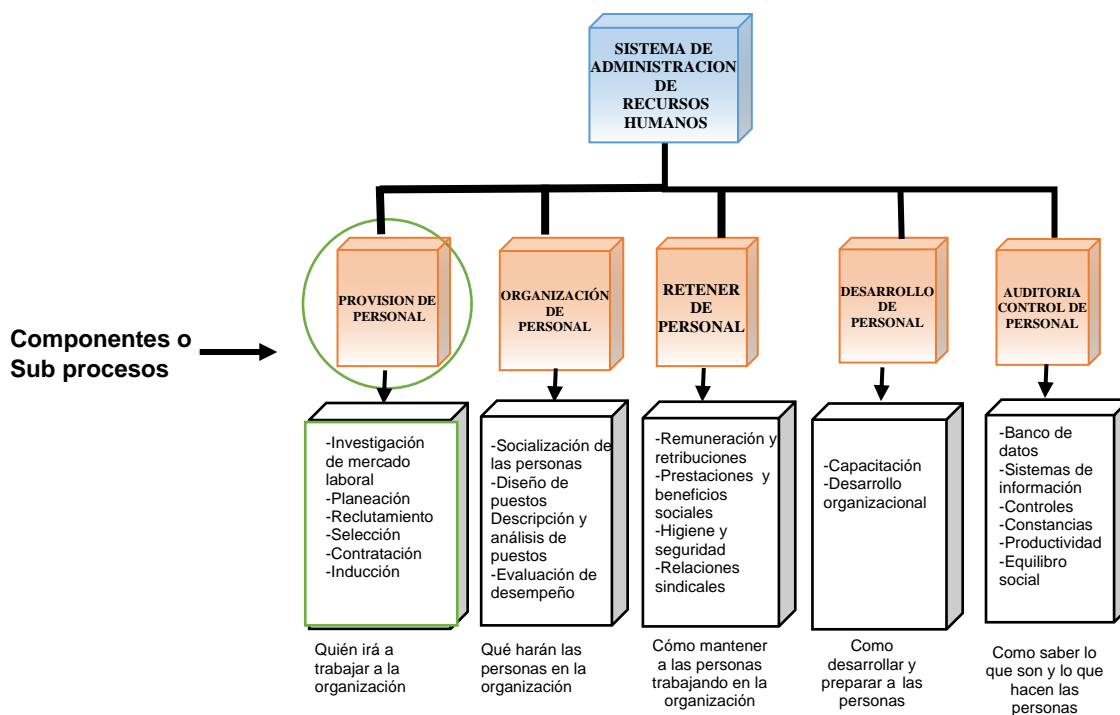 SISTEMA DE
ADMINISTRACION
DE
RECURSOS
HUMANOS
PROVISION DE
PERSONAL
ORGANIZACIÓN
DE
PERSONAL
RETENER
DE
PERSONAL
DESARROLLO
DE
PERSONAL
AUDITORIA
CONTROL DE
PERSONAL
Componentes o
Sub procesos
-Investigación
de mercado
laboral
-Planeación
-Reclutamiento
-Selección
-Contratación
-Inducción
-Socialización de
las personas
-Diseño de
puestos
Descripción y
análisis de
puestos
-Evaluación de
desempeño
-Remuneración y
retribuciones
-Prestaciones y
beneficios
sociales
-Higiene y
seguridad
-Relaciones
sindicales
-Capacitación
-Desarrollo
organizacional
-Banco de
datos
-Sistemas de
información
-Controles
-Constancias
-Productividad
-Equilibro
social
Quién irá a
trabajar a la
organización
Qué harán las
personas en la
organización
Cómo mantener
a las personas
trabajando en la
organización
Como
desarrollar y
preparar a las
personas
Como saber lo
que son y lo que
hacen las
personas